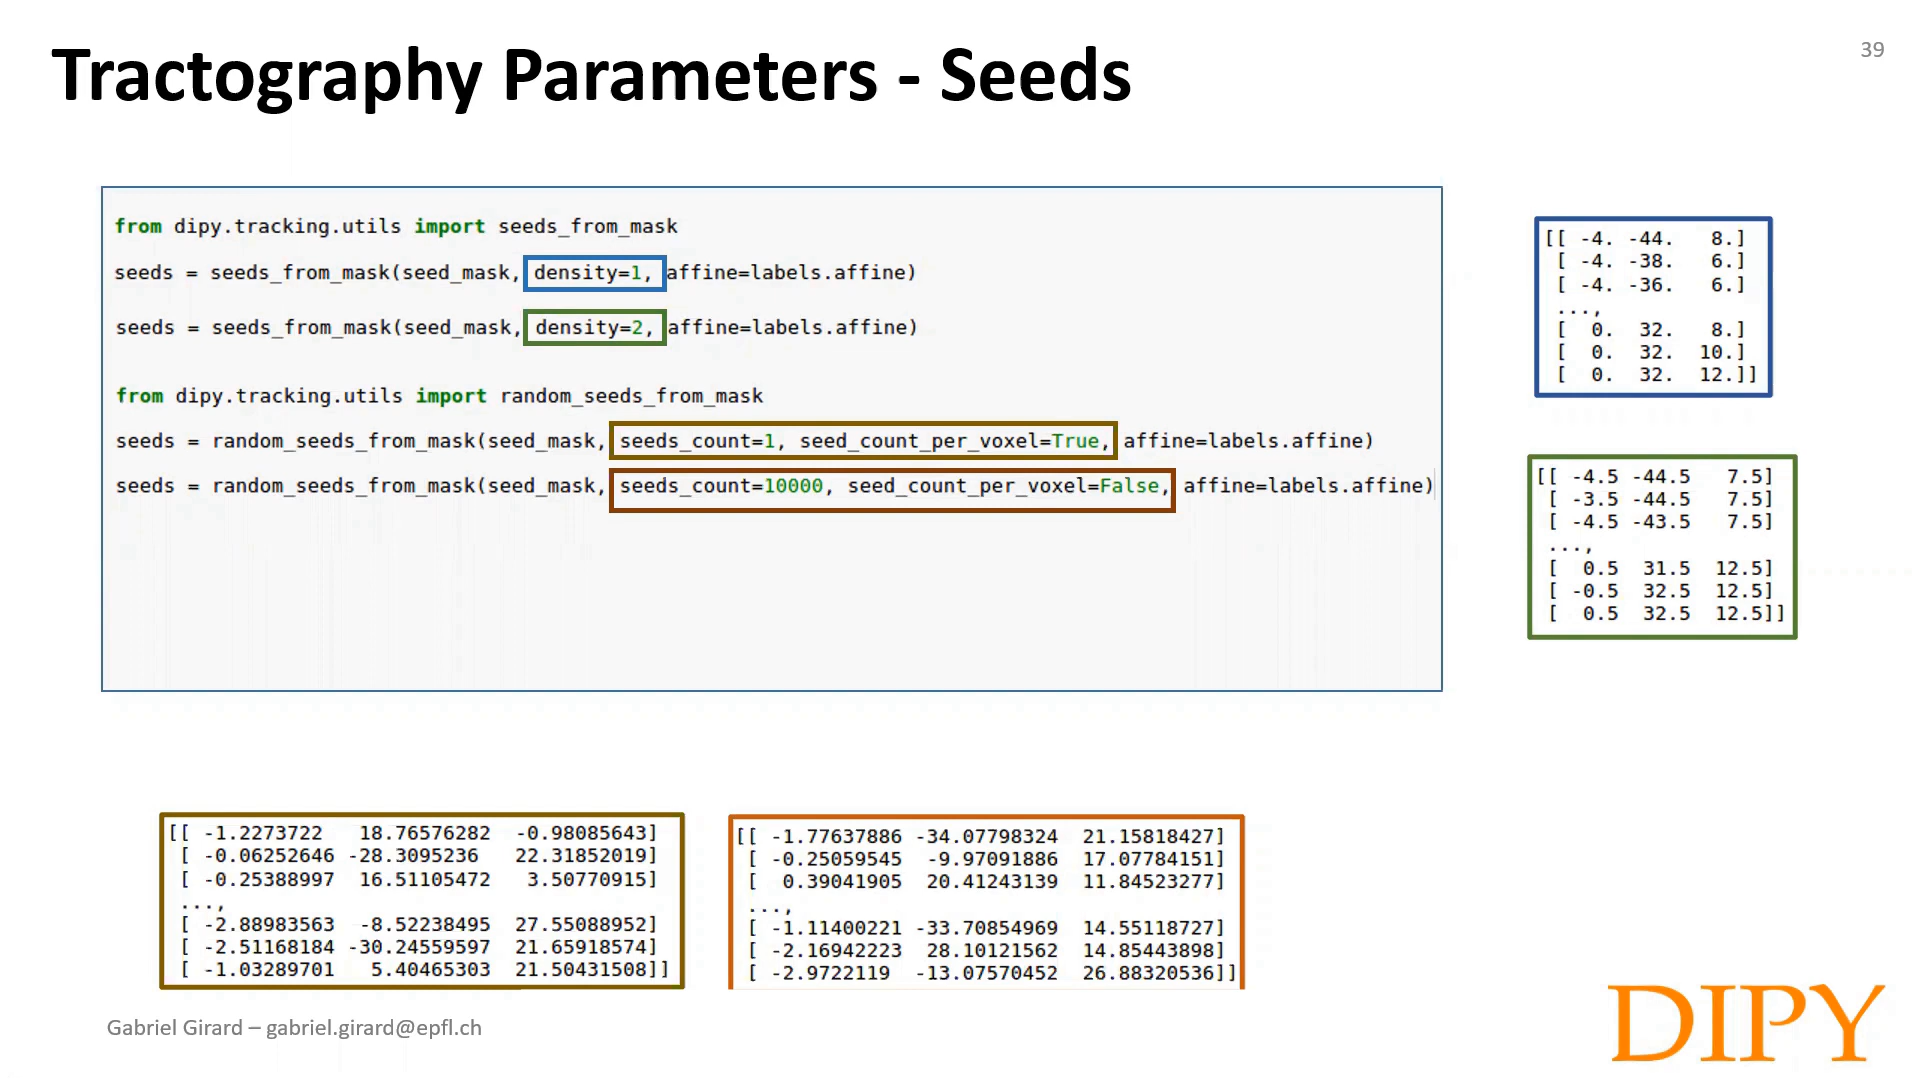 Tractography Parameters - Seeds
39
from dipy.tracking.utils import seeds_from_mask
seeds = seeds_from_mask(seed_mask, density=1, affine=labels.affine)
seeds = seeds_from_mask(seed_mask, density=2, affine=labels.affine)
from dipy.tracking.utils import random_seeds_from_mask
seeds = random_seeds_from_mask(seed_mask, seeds_count=1, seed_count_per_voxel=True, affine=labels.affine)
seeds = random_seeds_from_mask(seed_mask, seeds_count=10000, seed_count_per_voxel=False, affine=labels.affine)
[[ -4. -44. 8.]
[ -4. -38. 6.]
[ -4. -36. 6.]
...,
[ 0. 32. 8.]
[ 0. 32. 10.]
[ 0. 32. 12.]]
[[ -4.5 -44.5 7.5]
[ -3.5 -44.5 7.5]
[ -4.5 -43.5 7.5]
...,
[ 0.5 31.5 12.5]
[ -0.5 32.5 12.5]
[ 0.5 32.5 12.5]]
[[ -1.2273722 18.76576282 -0.98085643]
[ -0.06252646 -28.3095236 22.31852019]
[ -0.25388997 16.51105472 3.50770915]
...,
[ -2.88983563 -8.52238495 27.55088952]
[ -2.51168184 -30.24559597 21.65918574]
[ -1.03289701 5.40465303 21.50431508]]
[[ -1.77637886 -34.07798324 21.15818427]
[ -0.25059545 -9.97091886 17.07784151]
[ 0.39041905 20.41243139 11.84523277]
...,
[ -1.11400221 -33.70854969 14.55118727]
[ -2.16942223 28.10121562 14.85443898]
[ -2.9722119 -13.07570452 26.88320536]]
Gabriel Girard – gabriel.girard@epfl.ch
DIPY